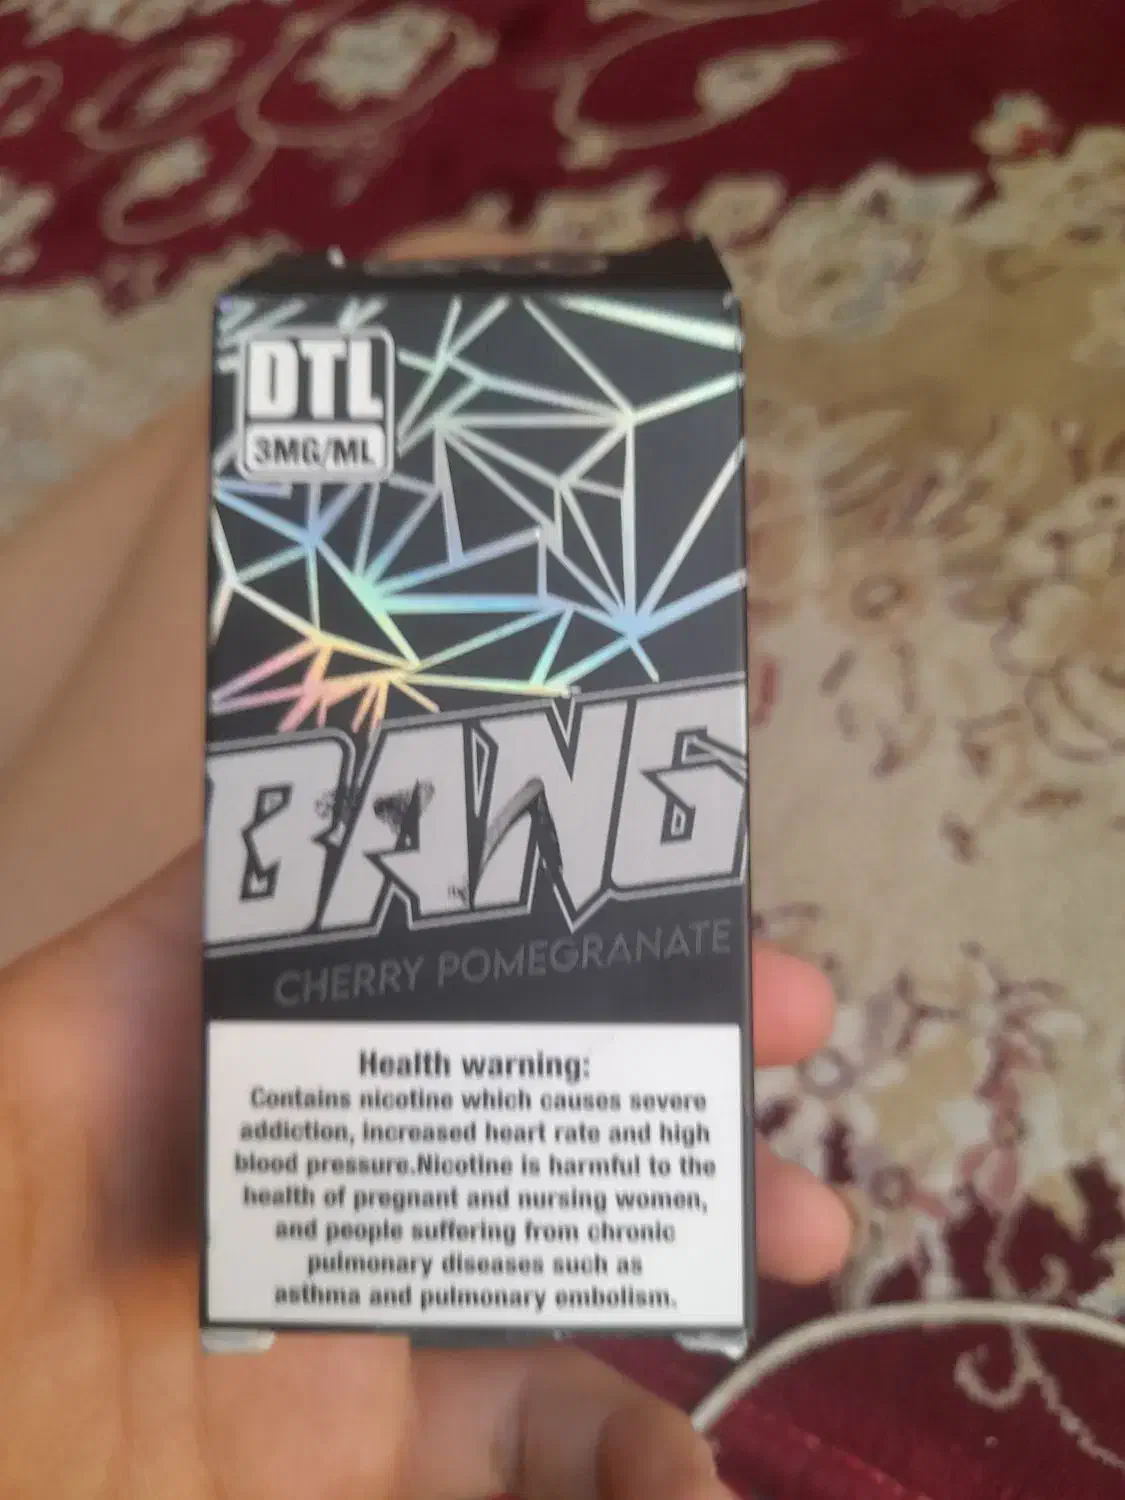 DTL
3MG/ML
BANG
CHERRY POMEGRANATE
Health warning:
Contains nicotine which causes severe
addiction, increased heart rate and high
blood pressure.Nicotine is harmful to the
health of pregnant and nursing women,
and people suffering from chronic
pulmonary diseases such as
asthma and pulmonary embolism.